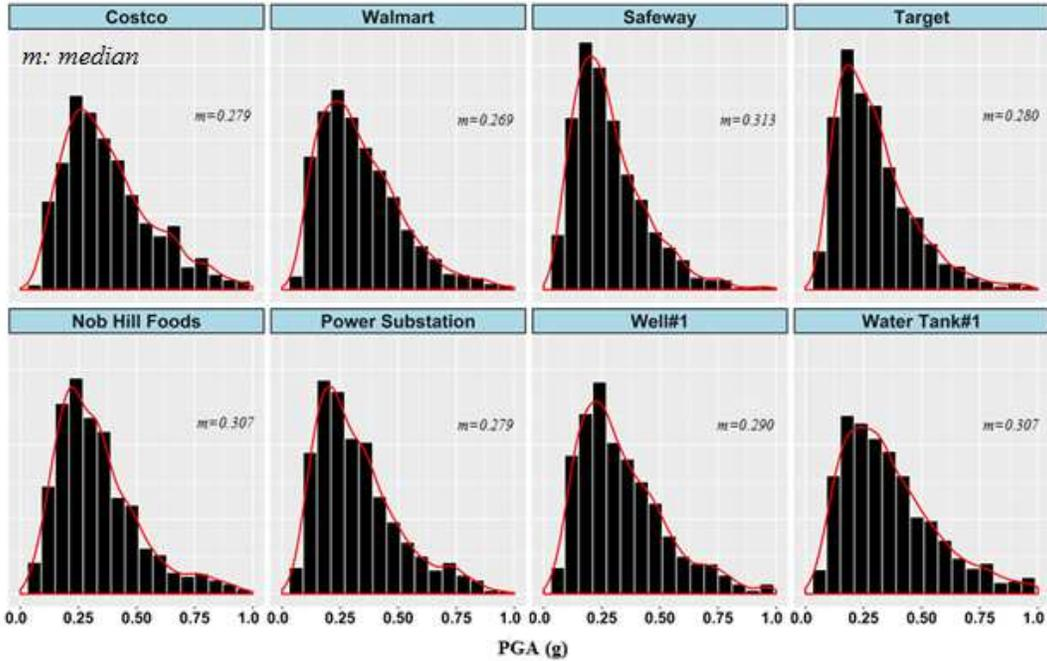 Costco Walmart Safeway Target
m: median
m=0.279 m=0.269 m=0.313 m=0.280
Nob Hill Foods Power Substation Well#1 Water Tank#1
m=0.307 m=0.279 m=0.290 m=0.307
0.0 0.25 0.50 0.75 1.0 0.0 0.25 0.50 0.75 1.0 0.0 0.25 0.50 0.75 1.0 0.0 0.25 0.50 0.75 1.0
PGA (g)